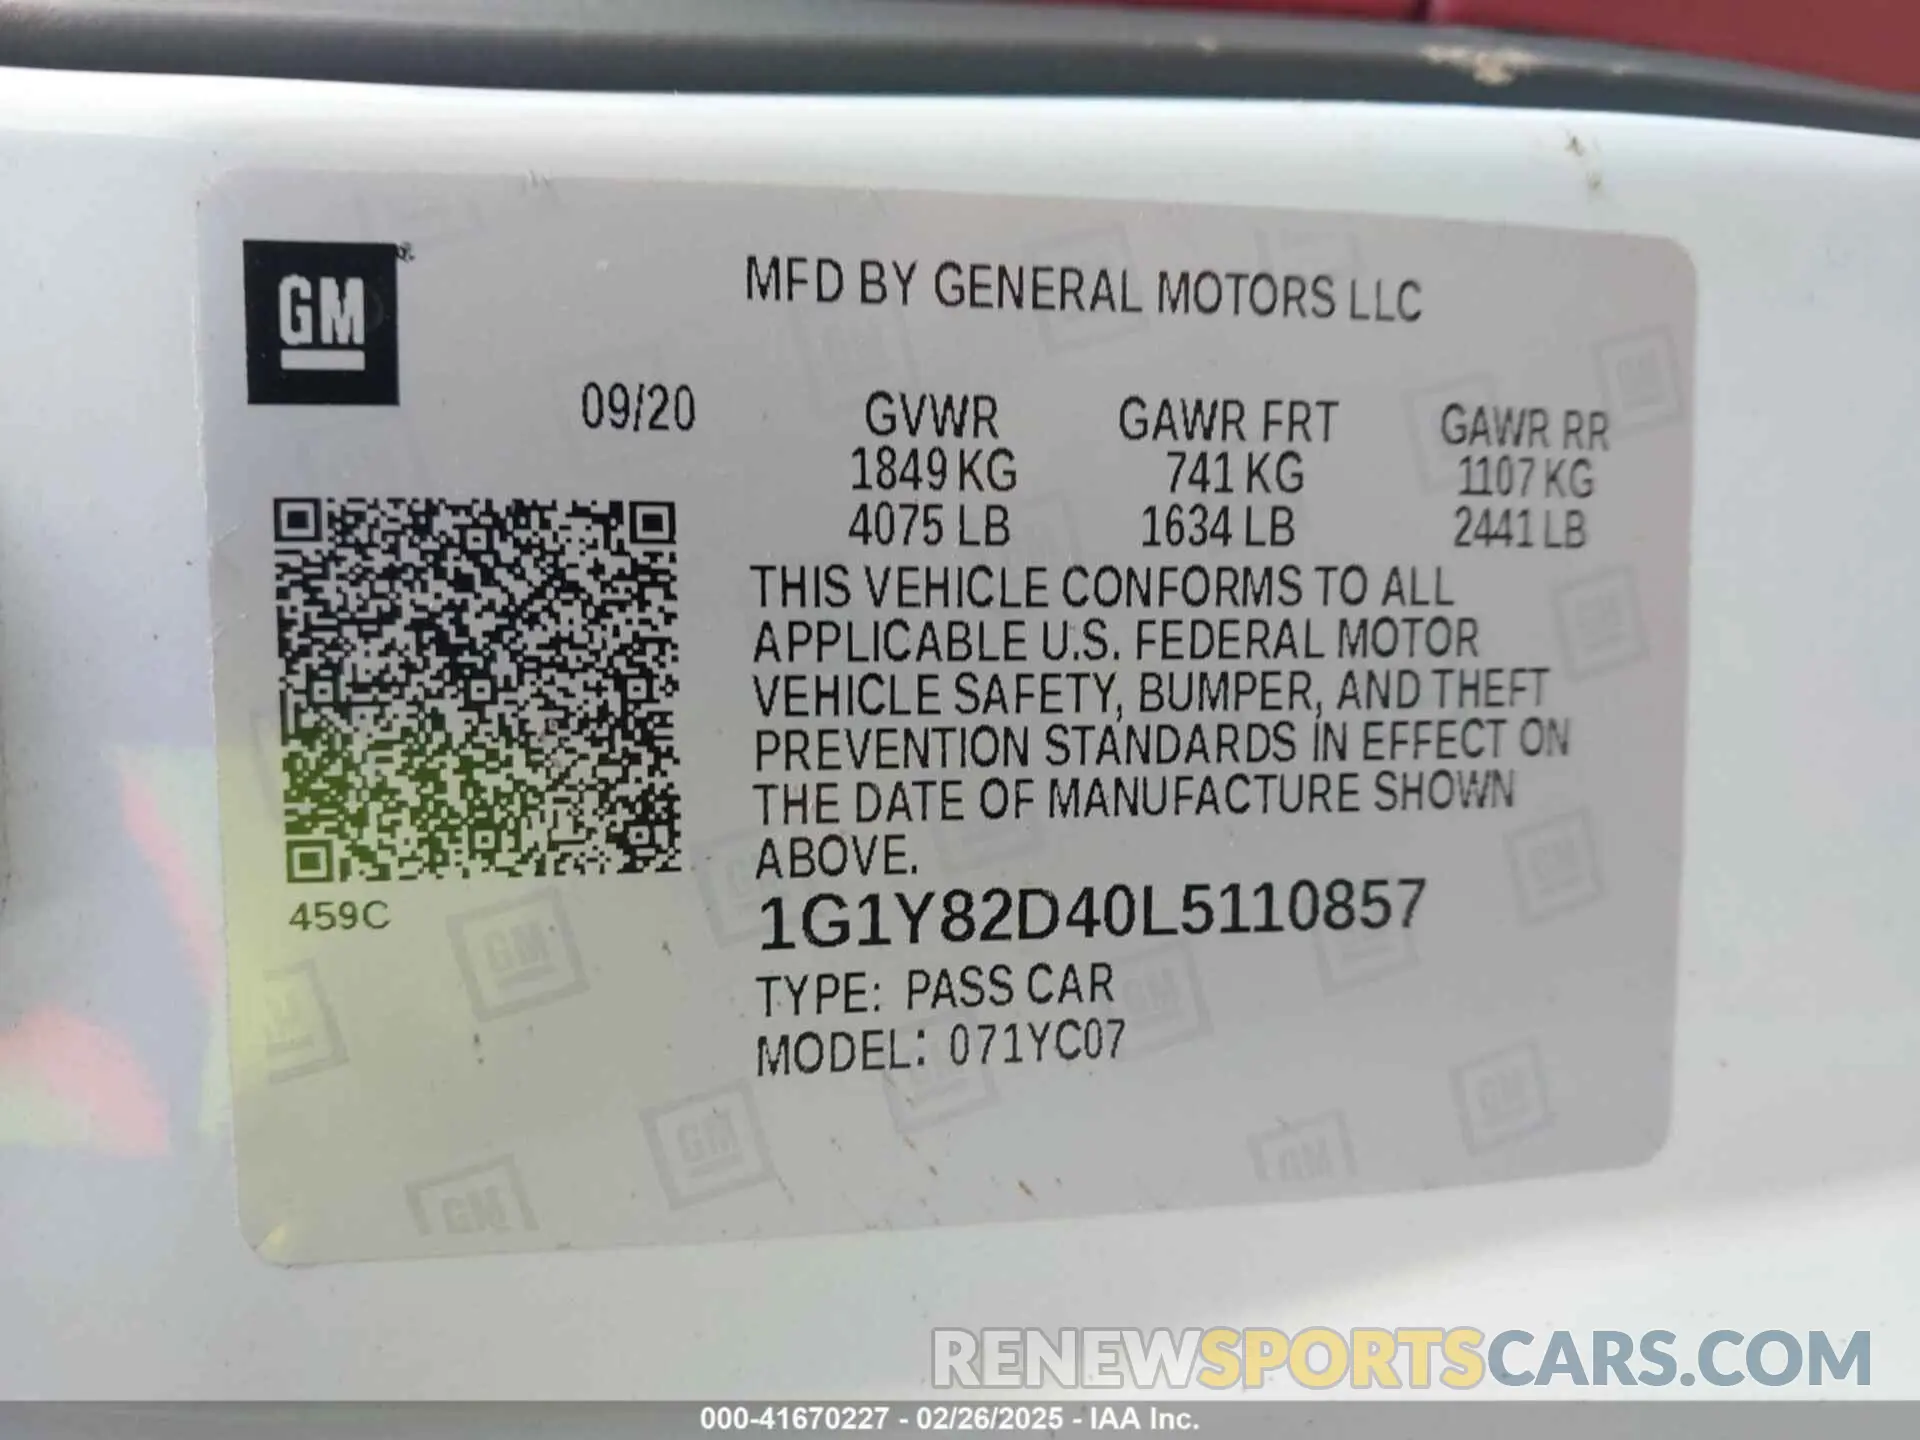 GM
MFD BY GENERAL MOTORS LLC
09/20 GVWR GAWR FRT GAWR RR
1849 KG 741 KG 1107 KG
4075 LB 1634 LB 2441 LB
THIS VEHICLE CONFORMS TO ALL
APPLICABLE U.S. FEDERAL MOTOR
VEHICLE SAFETY, BUMPER, AND THEFT
PREVENTION STANDARDS IN EFFECT ON
THE DATE OF MANUFACTURE SHOWN
ABOVE.
459C
1G1Y82D40L5110857
TYPE: PASS CAR
MODEL: 071YC07
RENEWSPORTSCARS.COM
000-41670227 - 02/26/2025 - IAA Inc.